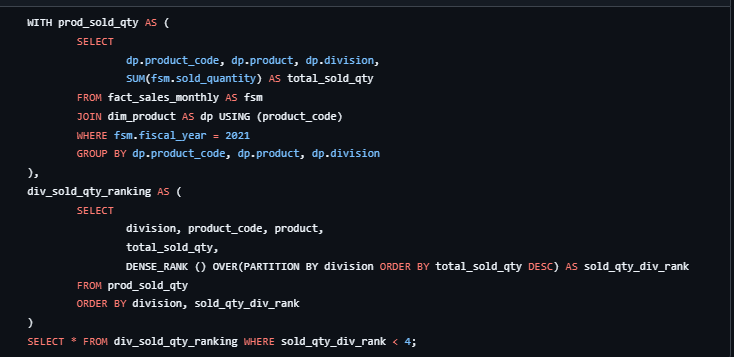 WITH prod_sold_qty AS (
SELECT
dp.product_code, dp.product, dp.division,
SUM(fsm.sold_quantity) AS total_sold_qty
FROM fact_sales_monthly AS fsm
JOIN dim_product AS dp USING (product_code)
WHERE fsm.fiscal_year = 2021
GROUP BY dp.product_code, dp.product, dp.division
),
div_sold_qty_ranking AS (
SELECT
division, product_code, product,
total_sold_qty,
DENSE_RANK () OVER(PARTITION BY division ORDER BY total_sold_qty DESC) AS sold_qty_div_rank
FROM prod_sold_qty
ORDER BY division, sold_qty_div_rank
)
SELECT * FROM div_sold_qty_ranking WHERE sold_qty_div_rank < 4;